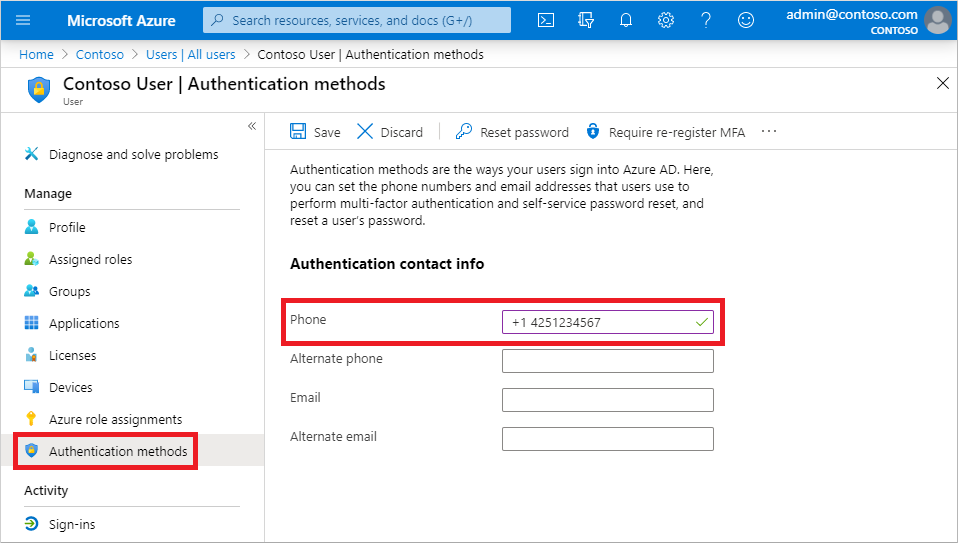 Microsoft Azure
Search resources, services, and docs (G+/)
admin@contoso.com
CONTOSO
Home > Contoso > Users | All users > Contoso User | Authentication methods
Contoso User | Authentication methods
User
«
Save Discard Reset password Require re-register MFA ...
Diagnose and solve problems
Manage
Profile
Assigned roles
Groups
Applications
Licenses
Devices
Azure role assignments
Authentication methods
Activity
Sign-ins
Authentication methods are the ways your users sign into Azure AD. Here,
you can set the phone numbers and email addresses that users use to
perform multi-factor authentication and self-service password reset, and
reset a user's password.
Authentication contact info
Phone +1 4251234567
Alternate phone
Email
Alternate email